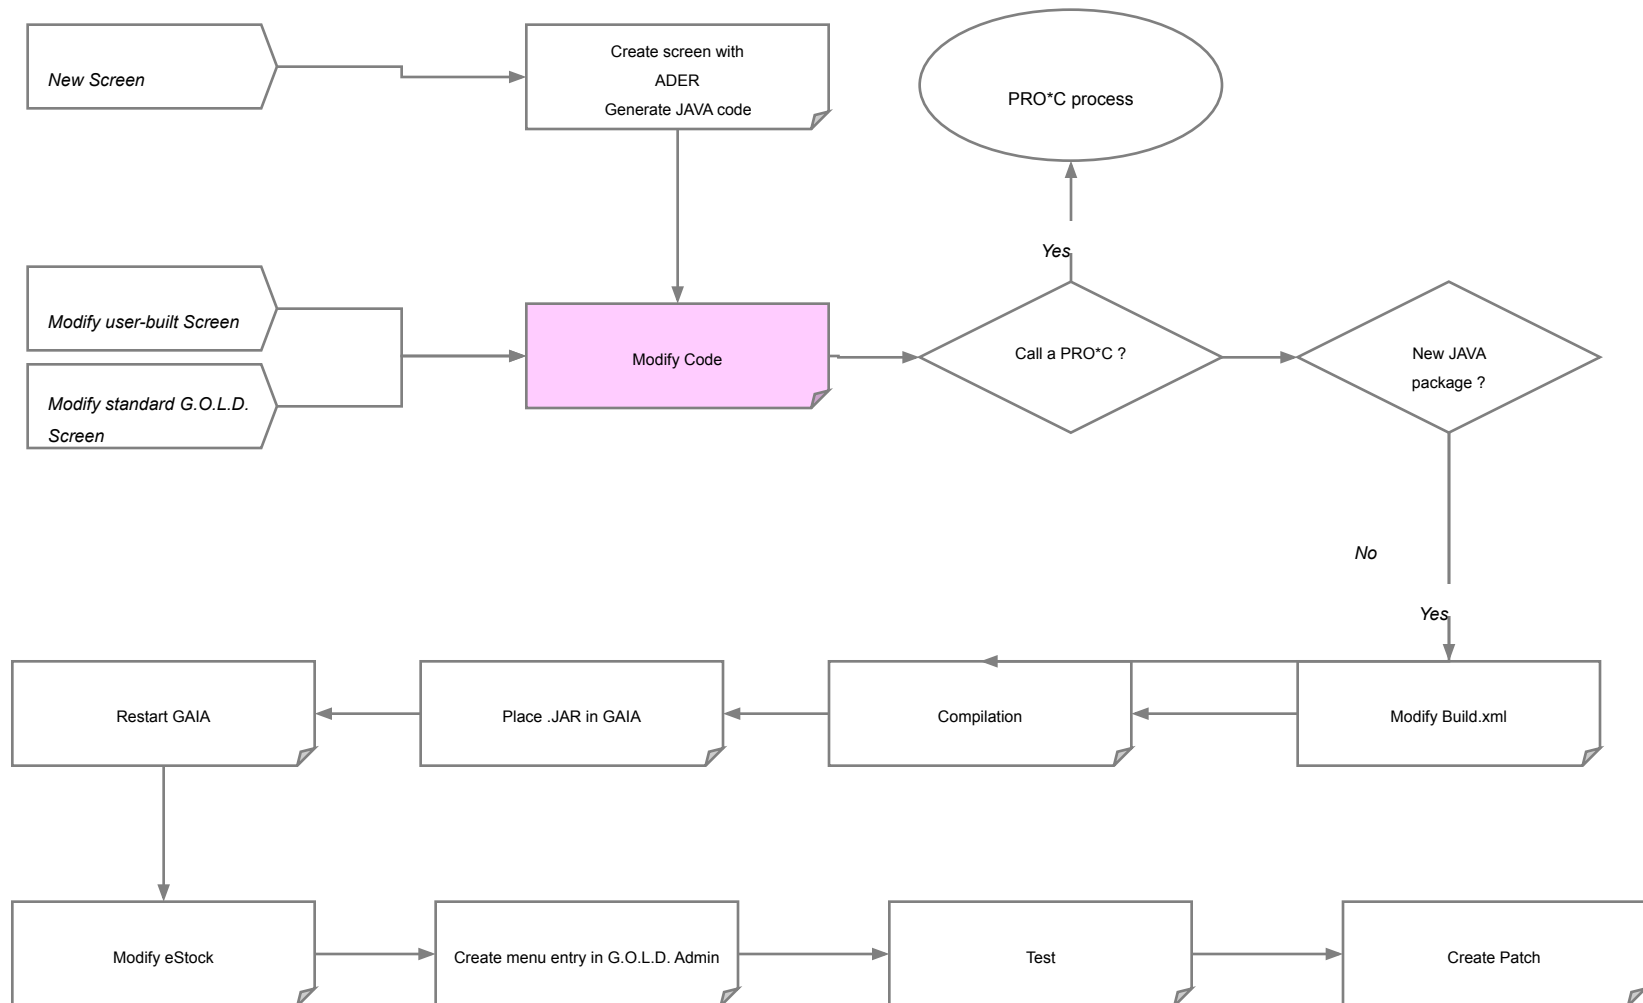 New Screen
Create screen with
ADER
Generate JAVA code
PRO*C process
Yes
Modify user-built Screen
Modify standard G.O.L.D.
Screen
Modify Code
Call a PRO*C ?
New JAVA
package ?
No
Yes
Restart GAIA
Place .JAR in GAIA
Compilation
Modify Build.xml
Modify eStock
Create menu entry in G.O.L.D. Admin
Test
Create Patch